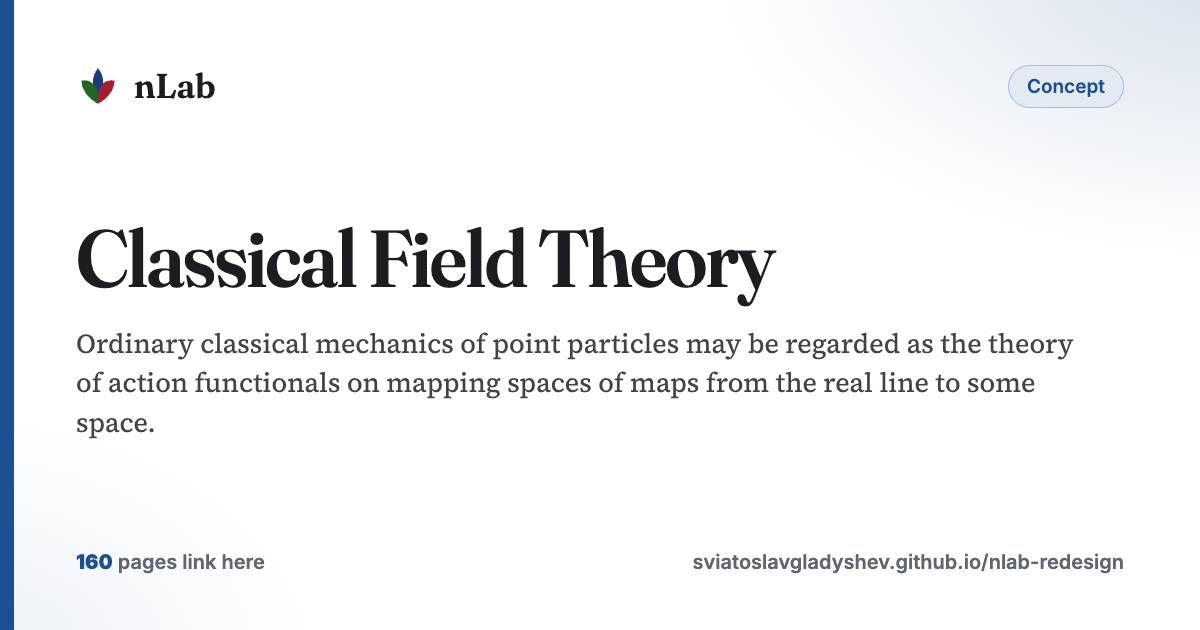 nLab
Concept
Classical Field Theory
Ordinary classical mechanics of point particles may be regarded as the theory
of action functionals on mapping spaces of maps from the real line to some
space.
160 pages link here
sviatoslavgladyshev.github.io/nlab-redesign